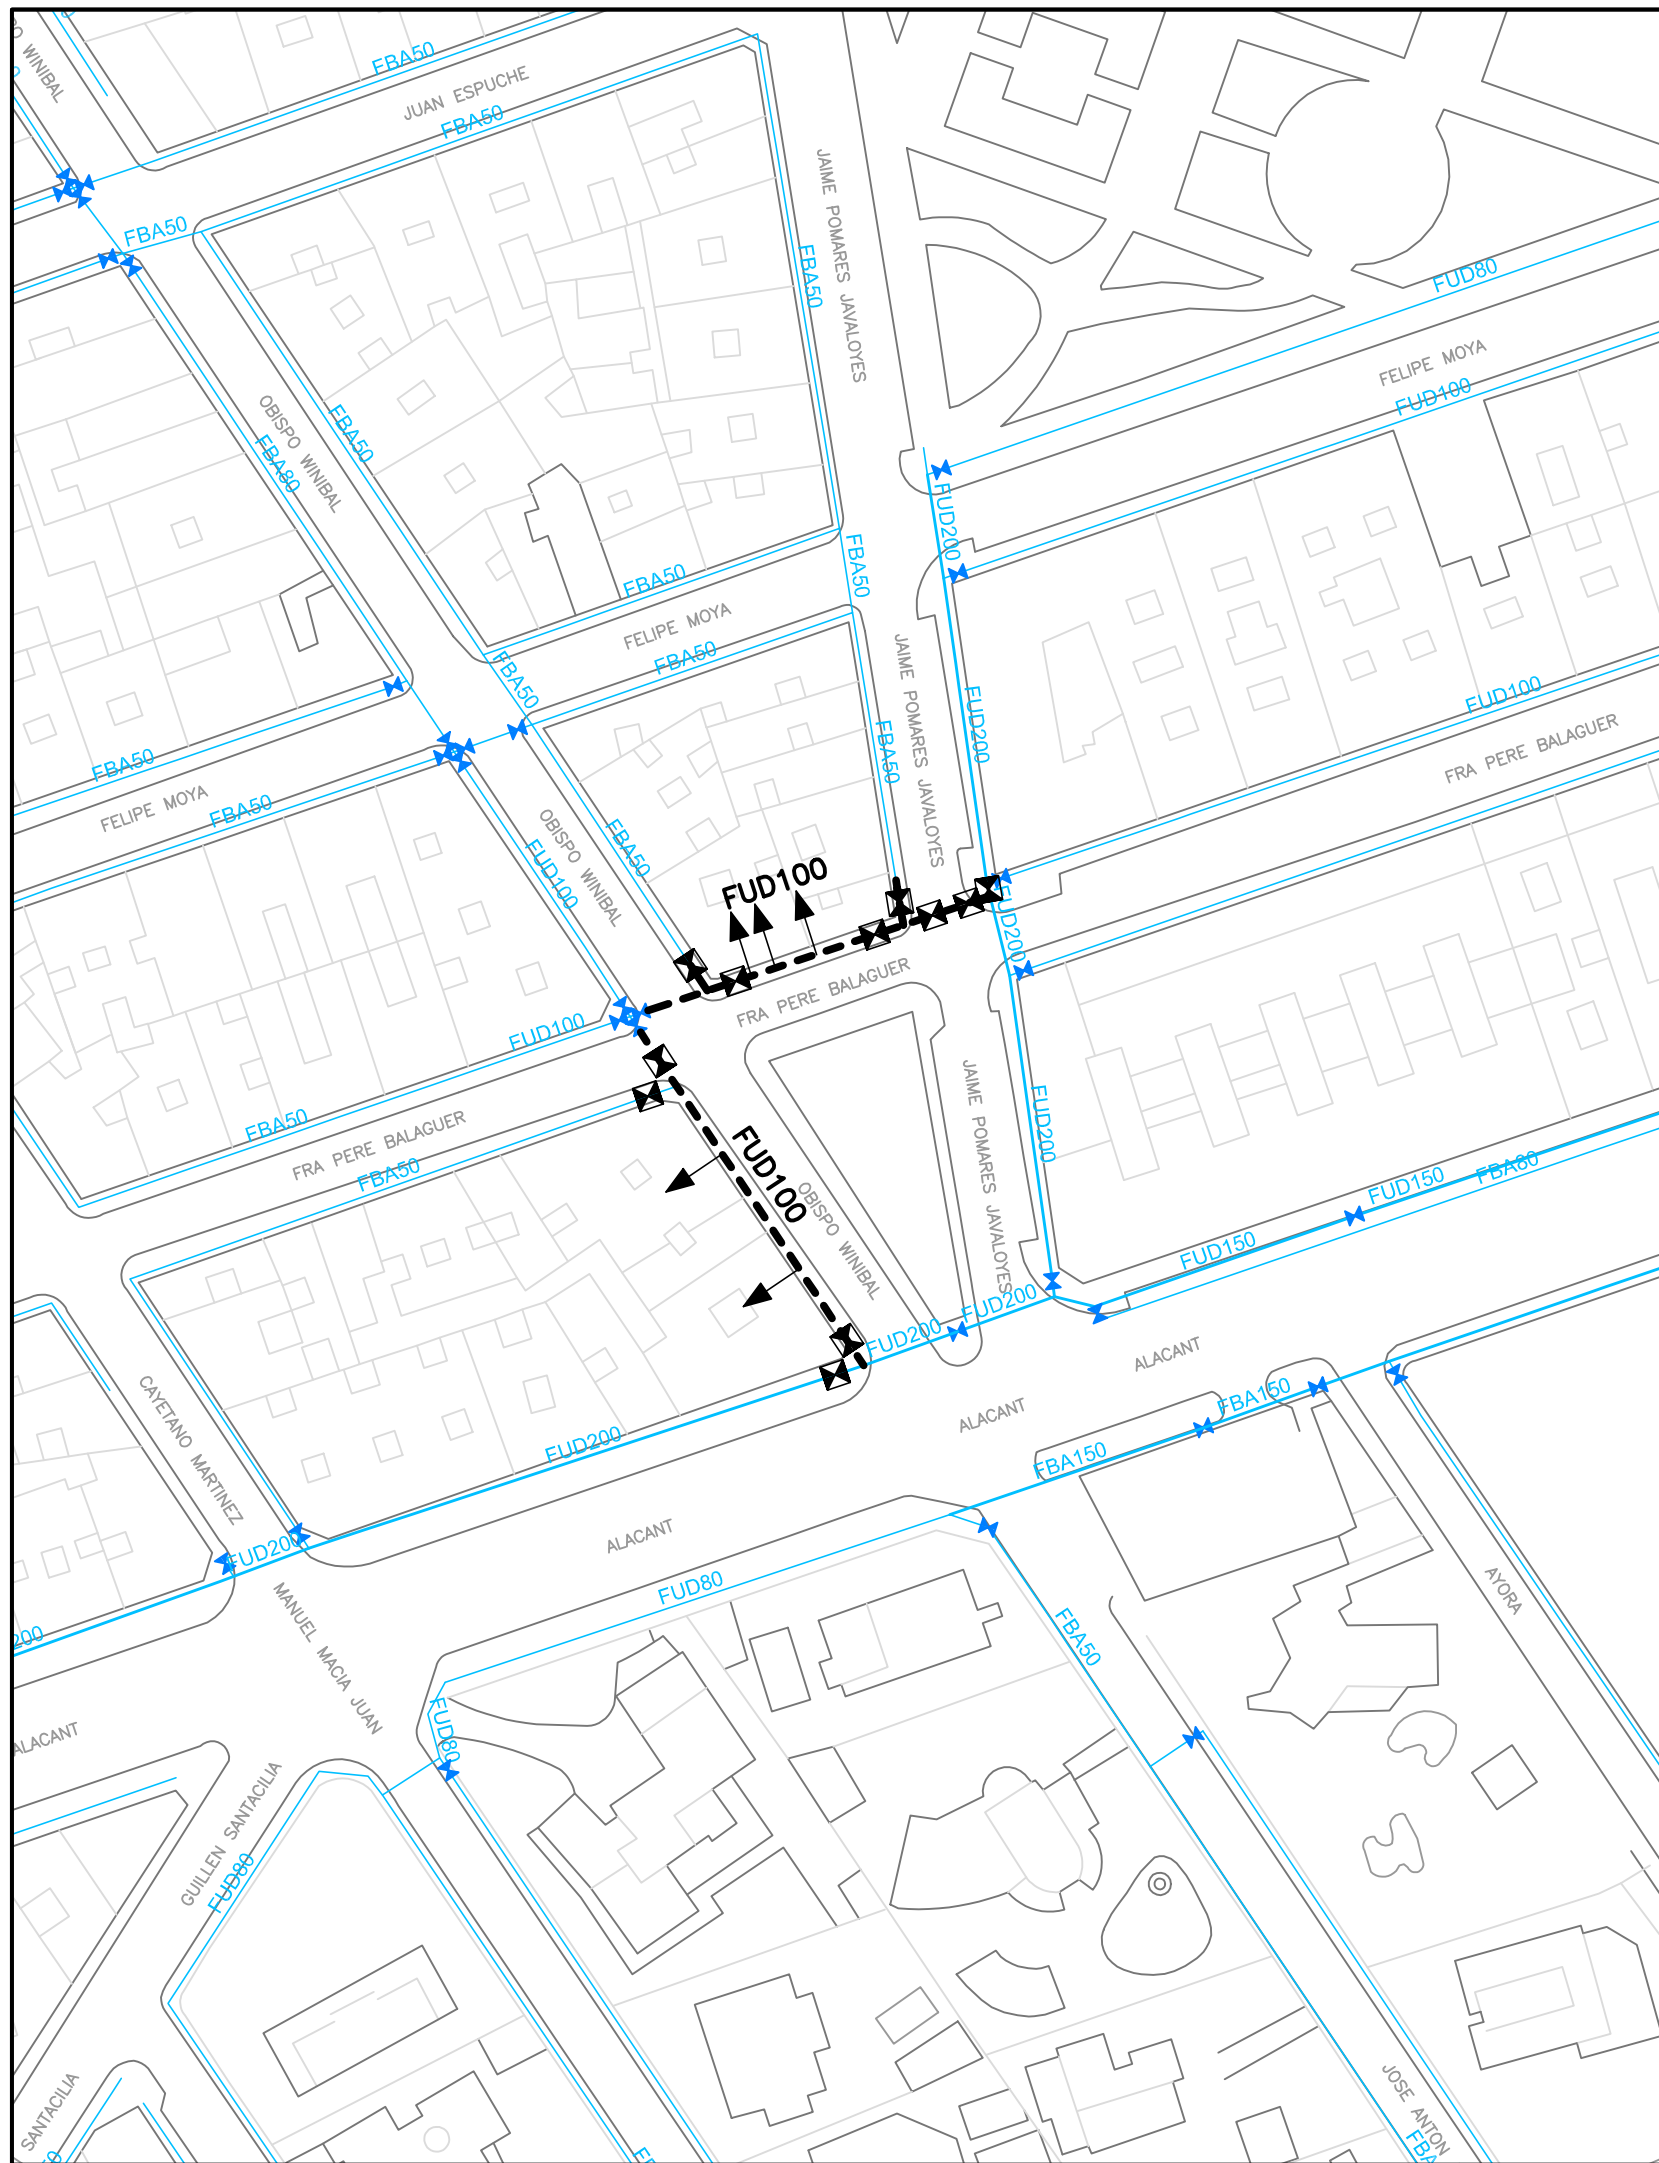 WINIBAL
FBA50
JUAN ESPUCHE
FBA50
JAIME POMARES JAVALOYES
FBA50
FBA50
FUD80
FELIPE MOYA
FUD100
OBISPO WINIBAL
FBA80
FBA50
FUD200
FBA50
FBA50
FELIPE MOYA
FBA50
FBA50
JAIME POMARES JAVALOYES
FUD200
FUD100
FRA PERE BALAGUER
FBA50
FBA50
FELIPE MOYA
FBA50
OBISPO WINIBAL
FUD100
FBA50
FUD100
FUD200
FRA PERE BALAGUER
FUD100
FBA50
FRA PERE BALAGUER
FBA50
FUD100
OBISPO WINIBAL
JAIME POMARES JAVALOYES
FUD200
FUD150
FBA80
FUD150
FUD200
FUD200
ALACANT
ALACANT
FBA150
FBA150
CAYETANO MARTINEZ
FUD200
FUD200
ALACANT
FUD80
FBA50
AYORA
200
MANUEL MACIA JUAN
FUD80
ALACANT
GUILLEN SANTACILIA
FUD80
SANTACILIA
JOSE ANTON
FBA